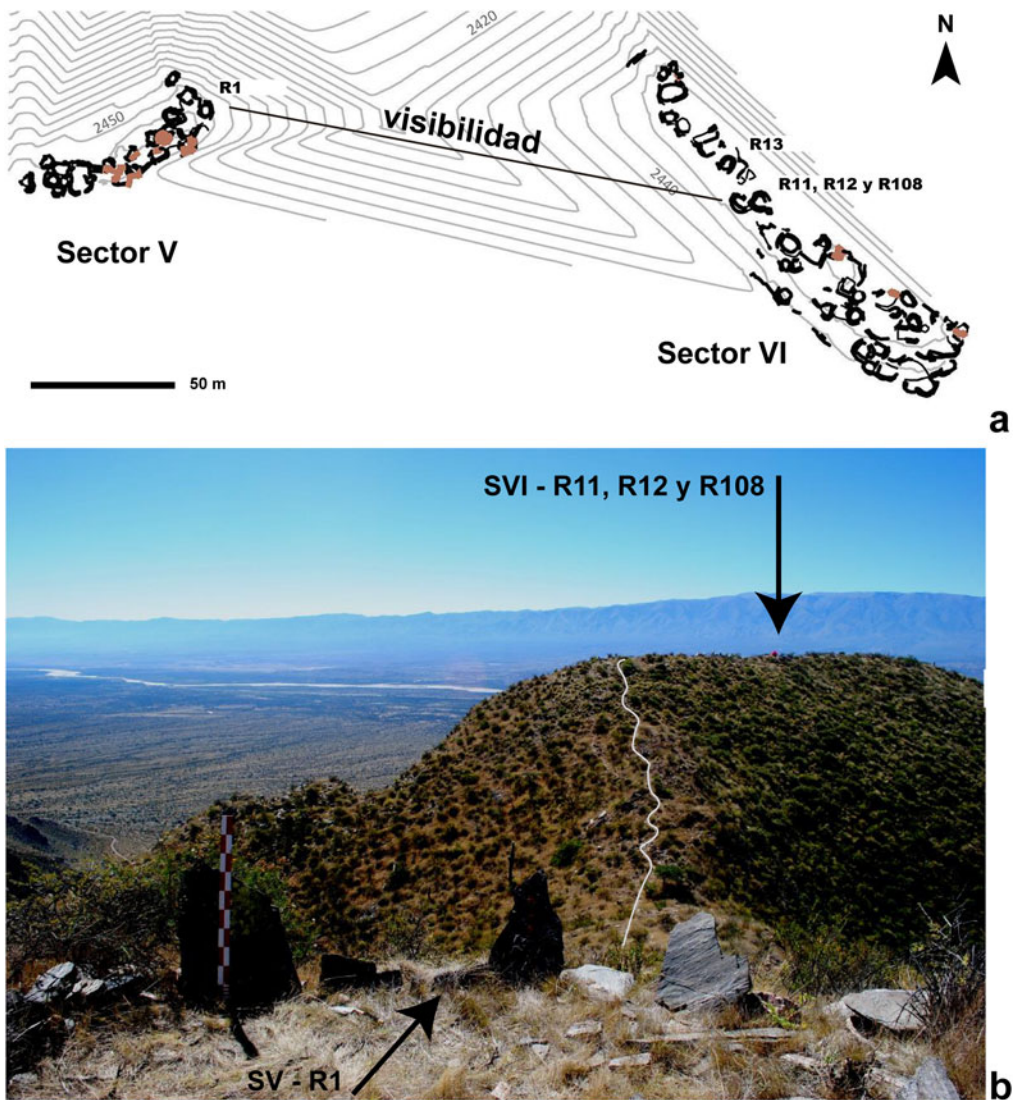 2420
N
R1
2450
visibilidad
R13
2440
R11, R12 y R108
Sector V
Sector VI
50 m
a
SVI - R11, R12 y R108
SV - R1
b